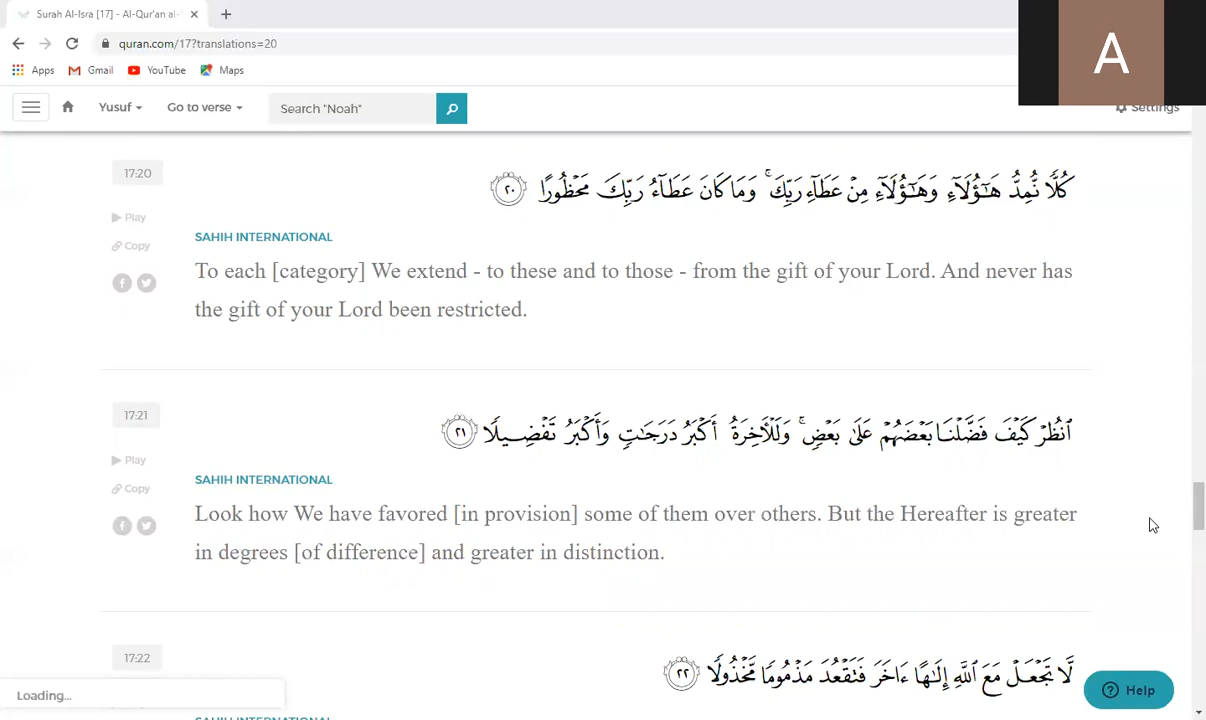 Surah Al-Isra [17] - Al-Qur'an al-
quran.com/17?translations=20
Apps Gmail YouTube Maps
Yusuf Go to verse Search "Noah"
Settings
A
17:20
كُلًّا نُّمِدُّ هَـٰٓؤُلَآءِ وَهَـٰٓؤُلَآءِ مِنْ عَطَآءِ رَبِّكَ ۚ وَمَا كَانَ عَطَآءُ رَبِّكَ مَحْظُورًا ٢٠
Play
Copy
SAHIH INTERNATIONAL
To each [category] We extend - to these and to those - from the gift of your Lord. And never has
the gift of your Lord been restricted.
17:21
ٱنظُرْ كَيْفَ فَضَّلْنَا بَعْضَهُمْ عَلَىٰ بَعْضٍ ۚ وَلَلْـَٔاخِرَةُ أَكْبَرُ دَرَجَـٰتٍ وَأَكْبَرُ تَفْضِيلًا ٢١
Play
Copy
SAHIH INTERNATIONAL
Look how We have favored [in provision] some of them over others. But the Hereafter is greater
in degrees [of difference] and greater in distinction.
17:22
لَّا تَجْعَلْ مَعَ ٱللَّهِ إِلَـٰهًا ءَاخَرَ فَتَقْعُدَ مَذْمُومًا مَّخْذُولًا ٢٢
Loading...
Help
SAHIH INTERNATIONAL